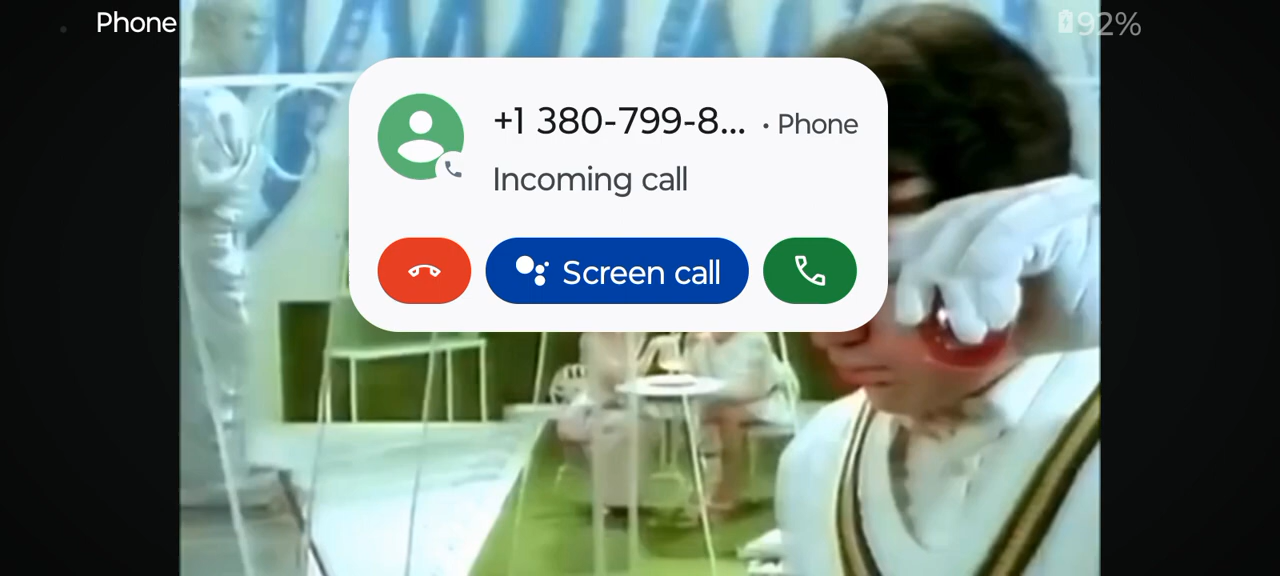 Phone
92%
+1 380-799-8... • Phone
Incoming call
Screen call